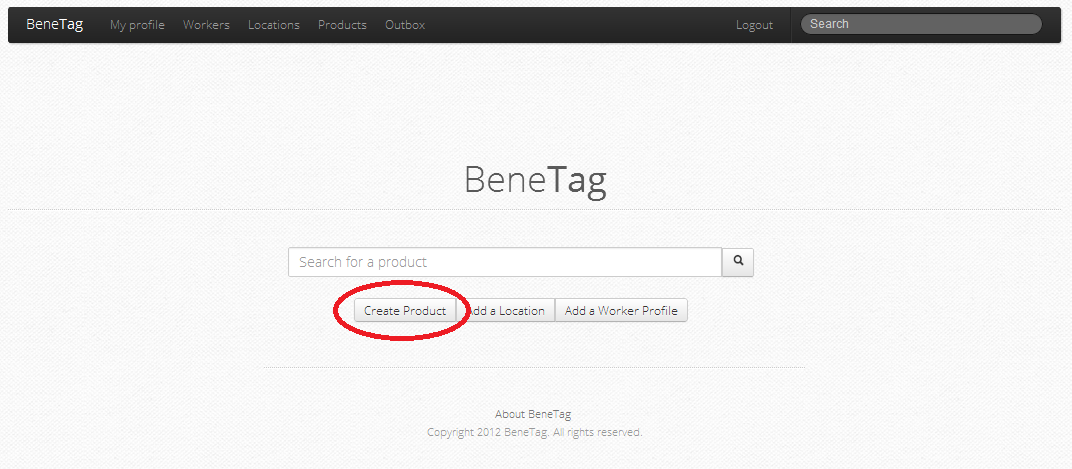 BeneTag My profile Workers Locations Products Outbox Logout Search
BeneTag
Search for a product
Create Product Add a Location Add a Worker Profile
About BeneTag
Copyright 2012 BeneTag. All rights reserved.